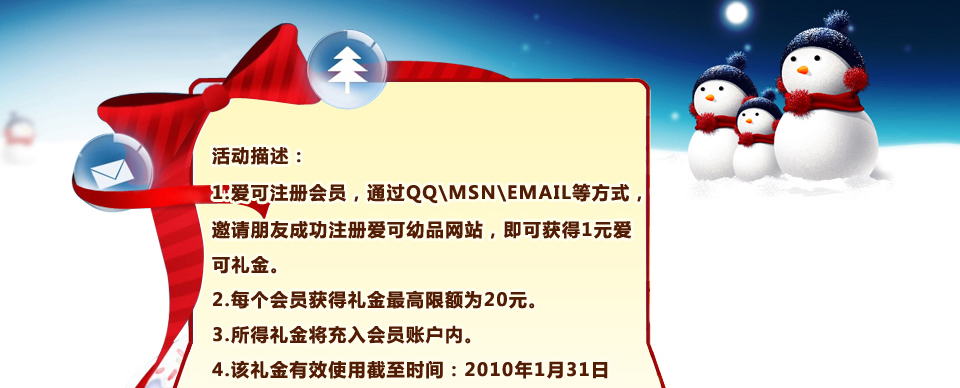 活动描述：
1.爱可注册会员，通过QQ\MSN\EMAIL等方式，
邀请朋友成功注册爱可幼品网站，即可获得1元爱
可礼金。
2.每个会员获得礼金最高限额为20元。
3.所得礼金将充入会员账户内。
4.该礼金有效使用截至时间：2010年1月31日